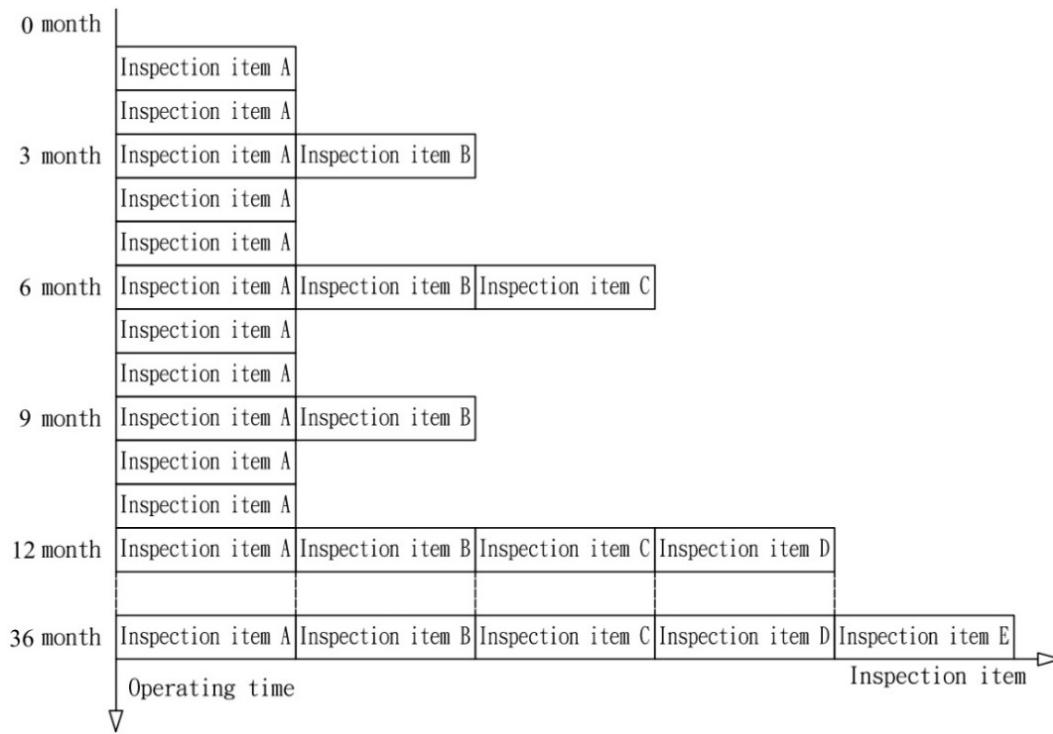 0 month
Inspection item A
Inspection item A
3 month Inspection item A Inspection item B
Inspection item A
Inspection item A
6 month Inspection item A Inspection item B Inspection item C
Inspection item A
Inspection item A
9 month Inspection item A Inspection item B
Inspection item A
Inspection item A
12 month Inspection item A Inspection item B Inspection item C Inspection item D
36 month Inspection item A Inspection item B Inspection item C Inspection item D Inspection item E
Operating time Inspection item